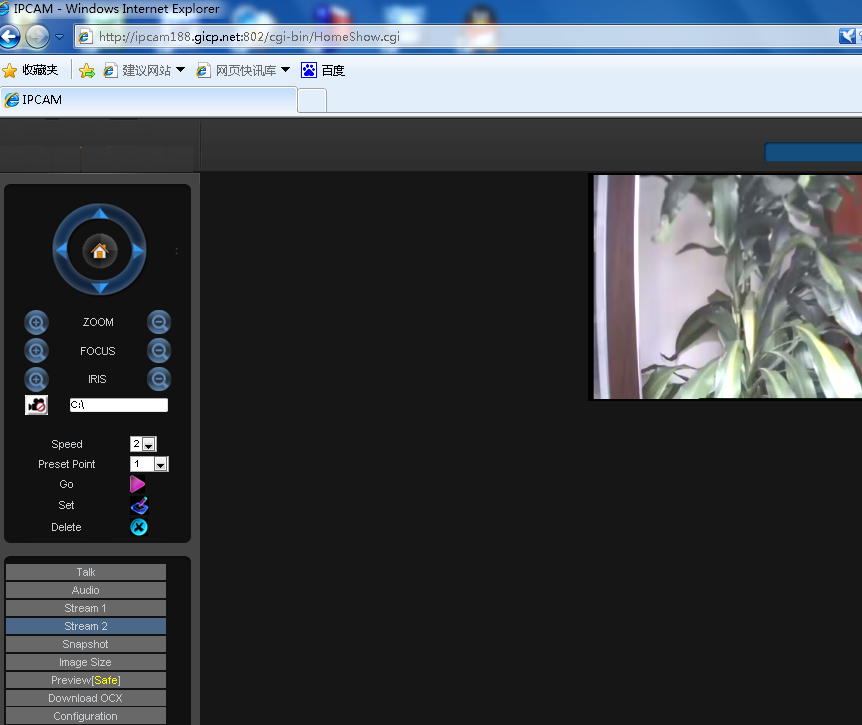 IPCAM - Windows Internet Explorer
http://ipcam188.gicp.net:802/cgi-bin/HomeShow.cgi
收藏夹 建议网站 网页快讯库 百度
IPCAM
ZOOM
FOCUS
IRIS
C:\
Speed 2
Preset Point 1
Go
Set
Delete
Talk
Audio
Stream 1
Stream 2
Snapshot
Image Size
Preview[Safe]
Download OCX
Configuration